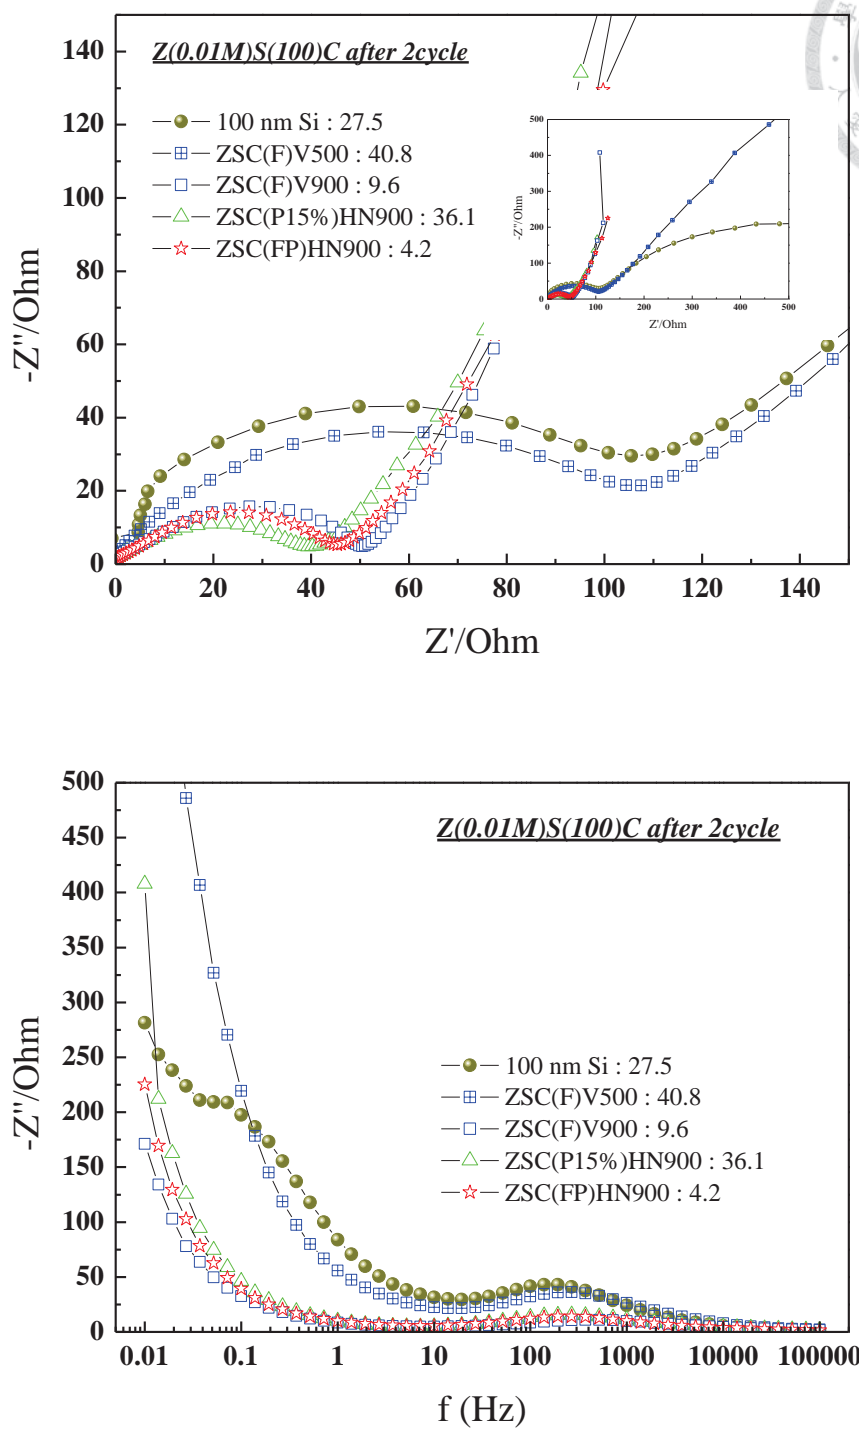 Z(0.01M)S(100)C after 2cycle
100 nm Si : 27.5
ZSC(F)V500 : 40.8
ZSC(F)V900 : 9.6
ZSC(P15%)HN900 : 36.1
ZSC(FP)HN900 : 4.2
-Z''/Ohm
140
120
100
80
60
40
20
0
0 20 40 60 80 100 120 140
Z'/Ohm
-Z''/Ohm
500
400
300
200
100
0
0 100 200 300 400 500
Z'/Ohm
Z(0.01M)S(100)C after 2cycle
100 nm Si : 27.5
ZSC(F)V500 : 40.8
ZSC(F)V900 : 9.6
ZSC(P15%)HN900 : 36.1
ZSC(FP)HN900 : 4.2
-Z''/Ohm
500
450
400
350
300
250
200
150
100
50
0
0.01 0.1 1 10 100 1000 10000 100000
f (Hz)